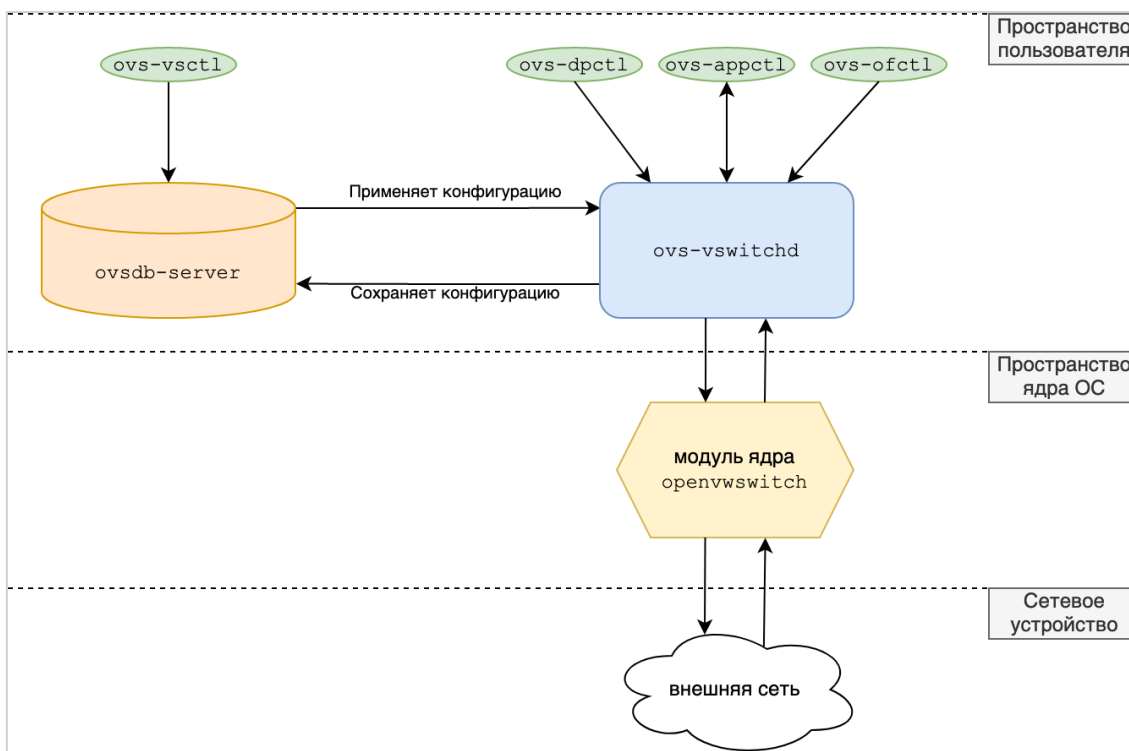 Пространство
пользователя
ovs-vsctl
ovs-dpctl
ovs-appctl
ovs-ofctl
Применяет конфигурацию
ovsdb-server
ovs-vswitchd
Сохраняет конфигурацию
Пространство
ядра ОС
модуль ядра
openvwswitch
Сетевое
устройство
внешняя сеть